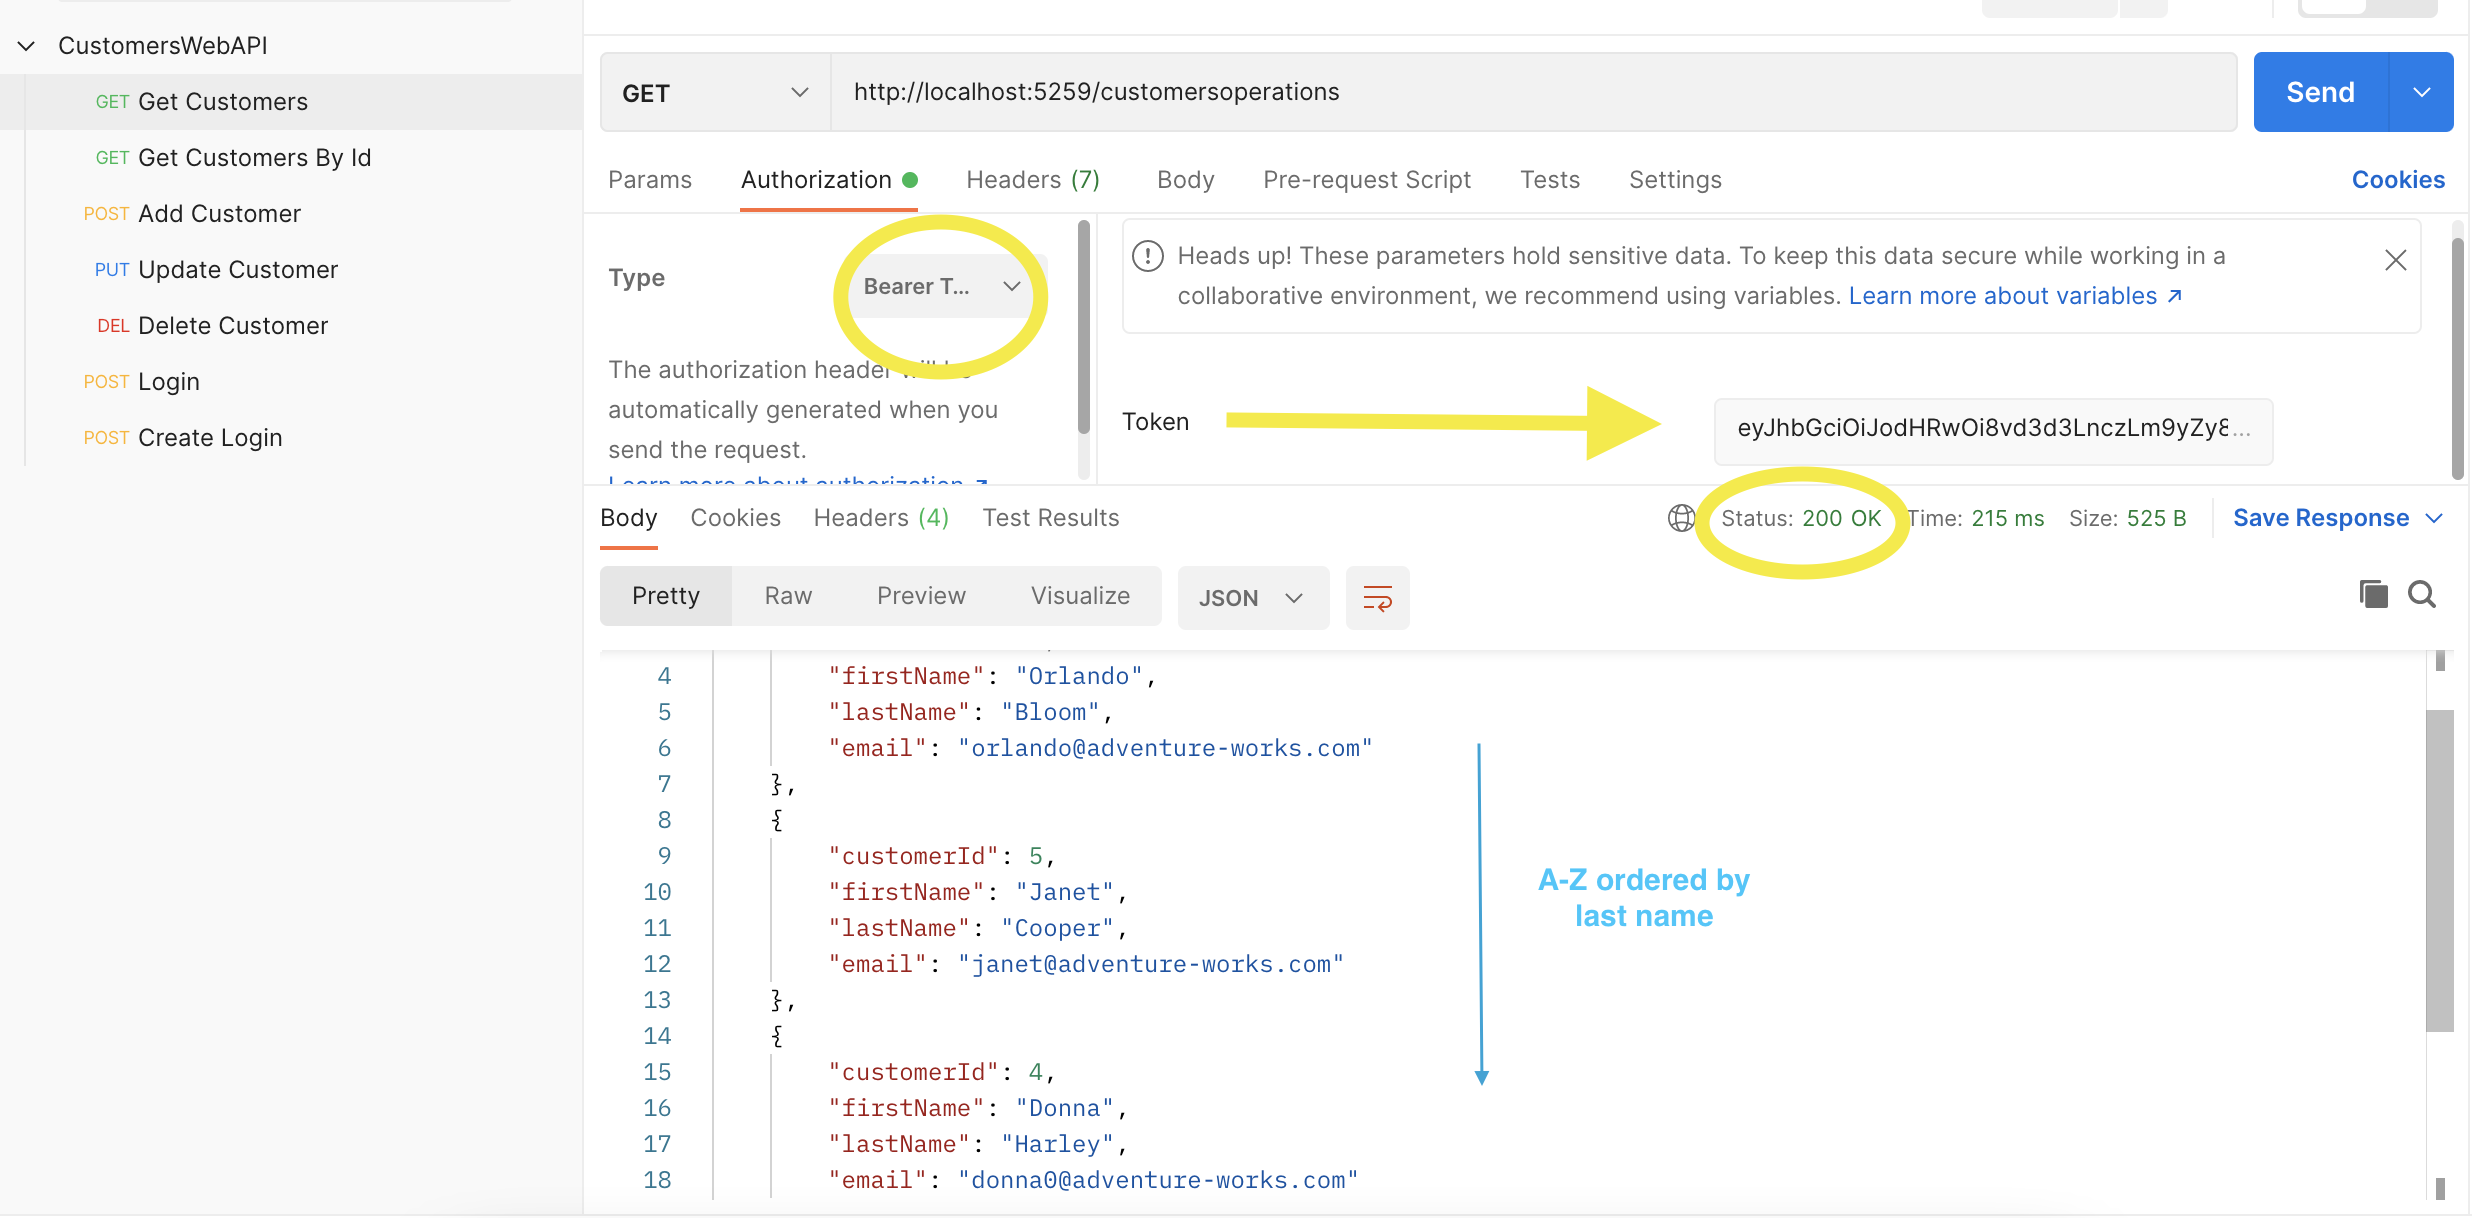 CustomersWebAPI
GET Get Customers
GET Get Customers By Id
POST Add Customer
PUT Update Customer
DEL Delete Customer
POST Login
POST Create Login
GET
http://localhost:5259/customersoperations
Send
Params Authorization Headers (7) Body Pre-request Script Tests Settings Cookies
Type
Bearer T...
The authorization header will be
automatically generated when you
send the request.
Learn more about authorization ↗
Heads up! These parameters hold sensitive data. To keep this data secure while working in a
collaborative environment, we recommend using variables. Learn more about variables ↗
Token
eyJhbGciOiJodHRwOi8vd3d3LnczLm9yZy8...
Body Cookies Headers (4) Test Results
Status: 200 OK Time: 215 ms Size: 525 B Save Response
Pretty Raw Preview Visualize JSON
4 "firstName": "Orlando",
5 "lastName": "Bloom",
6 "email": "orlando@adventure-works.com"
7 },
8 {
9 "customerId": 5,
10 "firstName": "Janet",
11 "lastName": "Cooper",
12 "email": "janet@adventure-works.com"
13 },
14 {
15 "customerId": 4,
16 "firstName": "Donna",
17 "lastName": "Harley",
18 "email": "donna0@adventure-works.com"
A-Z ordered by
last name